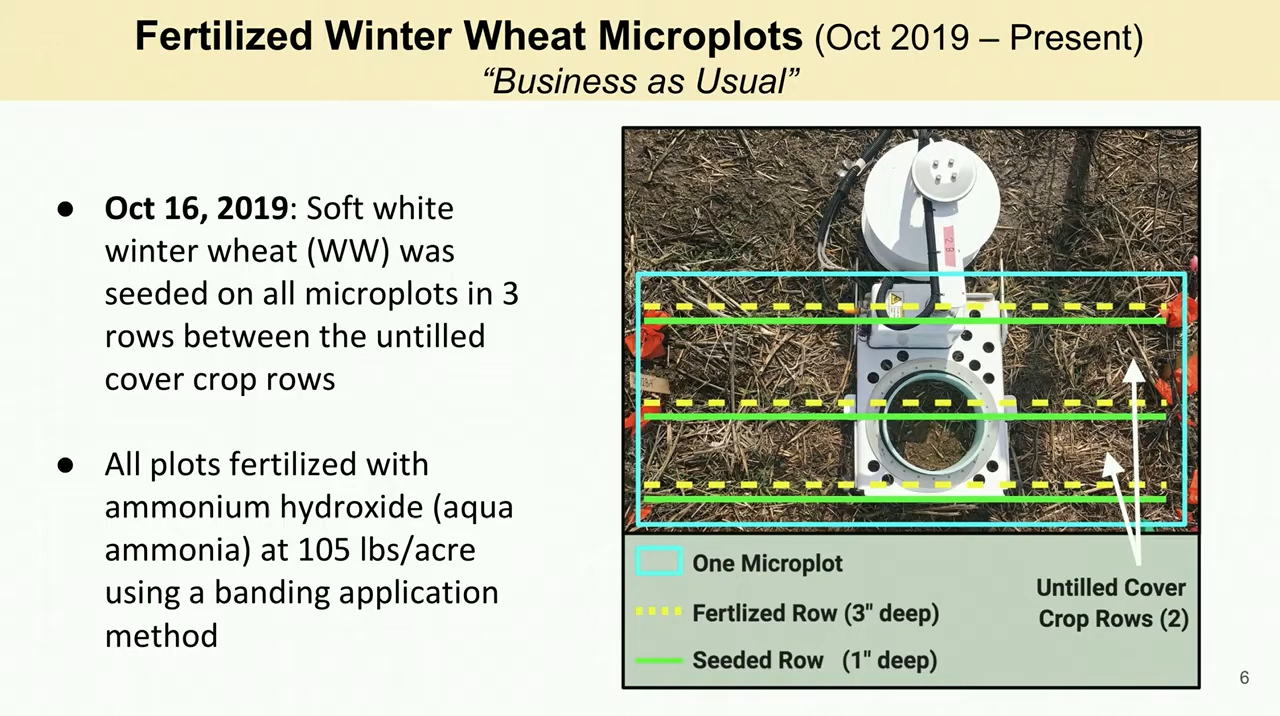 Fertilized Winter Wheat Microplots (Oct 2019 – Present)
“Business as Usual”
● Oct 16, 2019: Soft white
winter wheat (WW) was
seeded on all microplots in 3
rows between the untilled
cover crop rows
● All plots fertilized with
ammonium hydroxide (aqua
ammonia) at 105 lbs/acre
using a banding application
method
28
One Microplot
Fertlized Row (3" deep)
Seeded Row (1" deep)
Untilled Cover
Crop Rows (2)
6